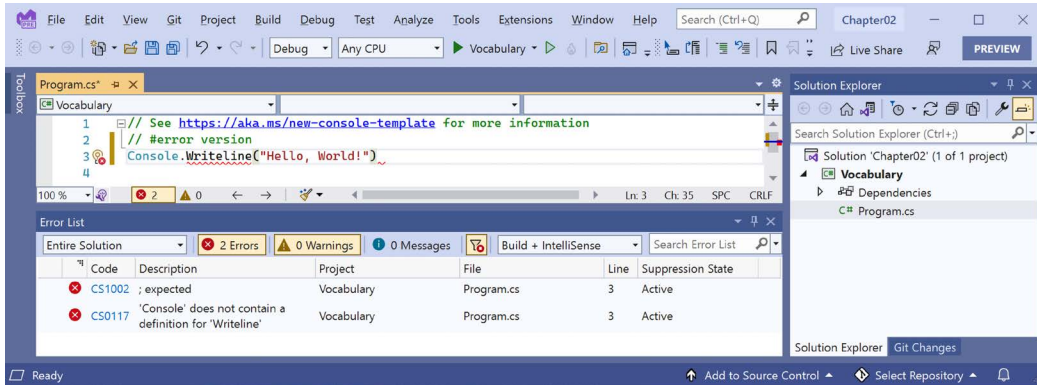 File Edit View Git Project Build Debug Test Analyze Tools Extensions Window Help Search (Ctrl+Q) Chapter02
Debug Any CPU Vocabulary Live Share PREVIEW
Toolbox
Program.cs*
Solution Explorer
C# Vocabulary
1 // See https://aka.ms/new-console-template for more information
2 // #error version
3 Console.Writeline("Hello, World!")
4
100 % 2 0 Ln: 3 Ch: 35 SPC CRLF
Search Solution Explorer (Ctrl+;)
Solution 'Chapter02' (1 of 1 project)
C# Vocabulary
Dependencies
C# Program.cs
Error List
Entire Solution 2 Errors 0 Warnings 0 Messages Build + IntelliSense Search Error List
Code Description Project File Line Suppression State
CS1002 ; expected Vocabulary Program.cs 3 Active
CS0117 'Console' does not contain a definition for 'Writeline' Vocabulary Program.cs 3 Active
Solution Explorer Git Changes
Ready Add to Source Control Select Repository